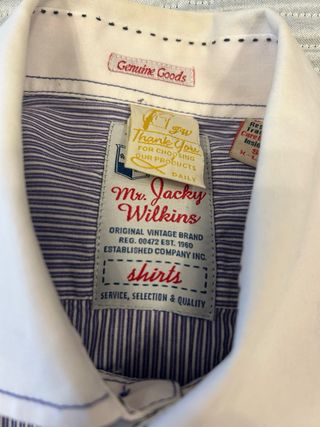 Genuine Goods
Thank You
FOR CHOOSING
OUR PRODUCTS
DAILY
Mr. Jacky
Wilkins
ORIGINAL VINTAGE BRAND
REG. 00472 EST. 1960
ESTABLISHED COMPANY INC.
shirts
SERVICE, SELECTION & QUALITY